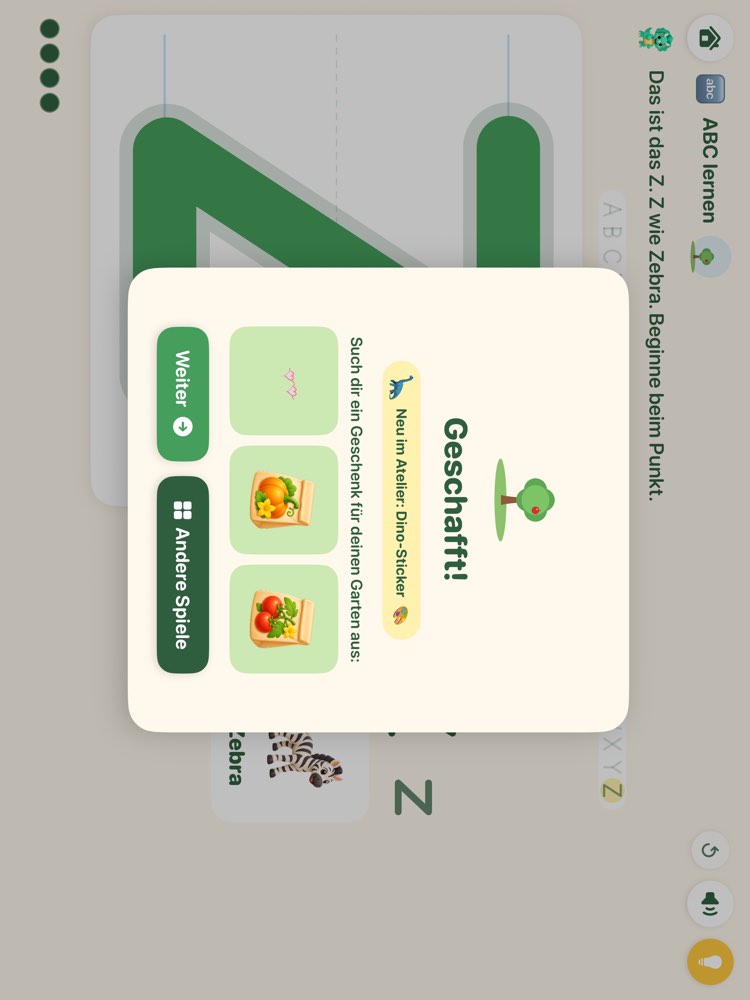 abc ABC lernen
Das ist das Z. Z wie Zebra. Beginne beim Punkt.
A B C
X Y Z
Geschafft!
Neu im Atelier: Dino-Sticker
Such dir ein Geschenk für deinen Garten aus:
Weiter
Andere Spiele
Z
Zebra